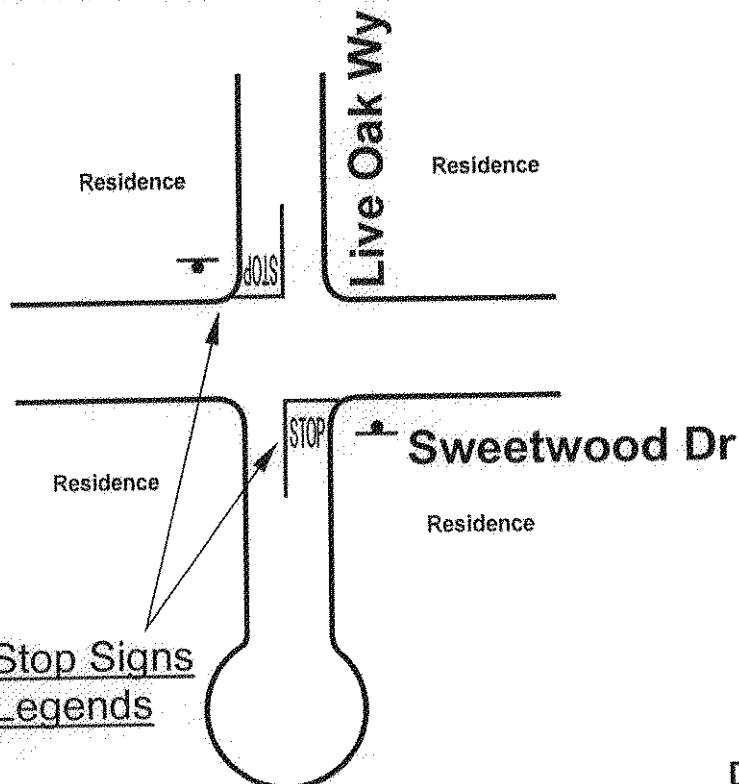 Live Oak Wy
Residence
Residence
STOP
STOP
Sweetwood Dr
Residence
Residence
Stop Signs
Legends